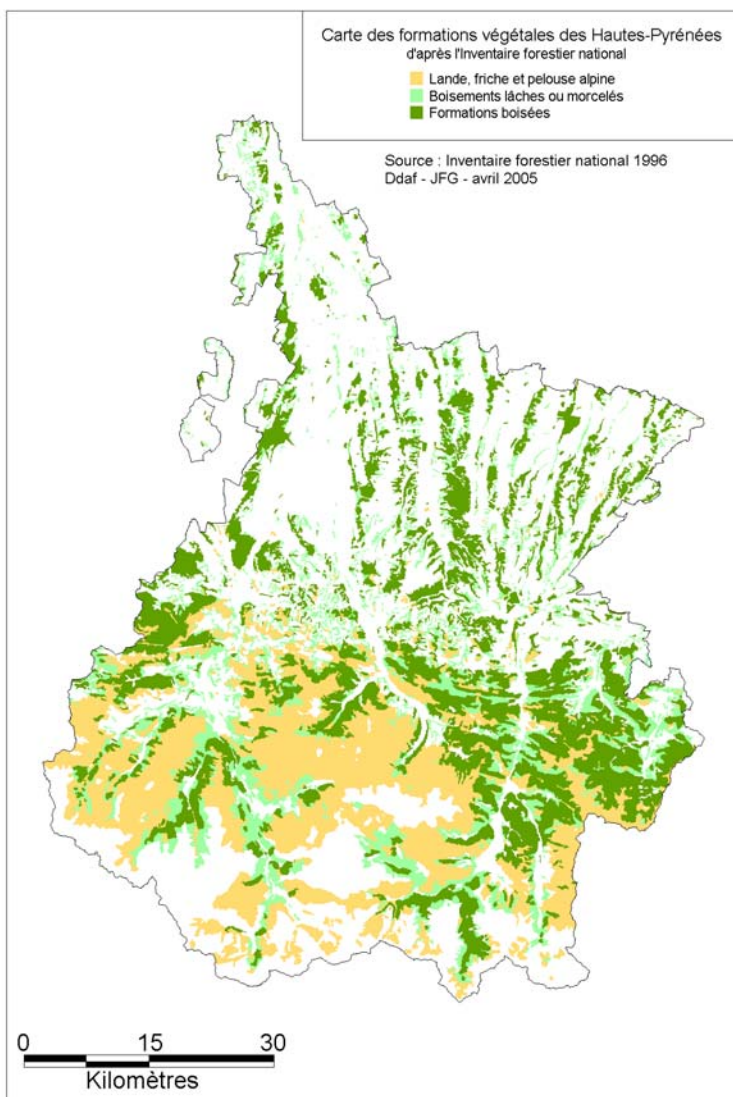 Carte des formations végétales des Hautes-Pyrénées
d'après l'Inventaire forestier national
Lande, friche et pelouse alpine
Boisements lâches ou morcelés
Formations boisées
Source : Inventaire forestier national 1996
Ddaf - JFG - avril 2005
0 15 30
Kilomètres